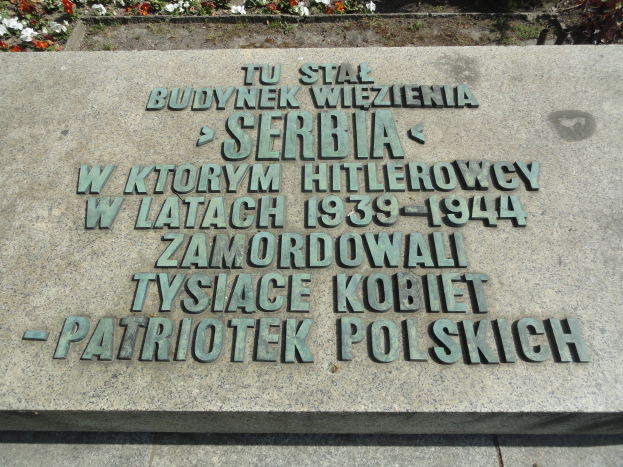 TU STAŁ
BUDYNEK WIĘZIENIA
>SERBIA<
W KTÓRYM HITLEROWCY
W LATACH 1939-1944
ZAMORDOWALI
TYSIĄCE KOBIET
-PATRIOTEK POLSKICH